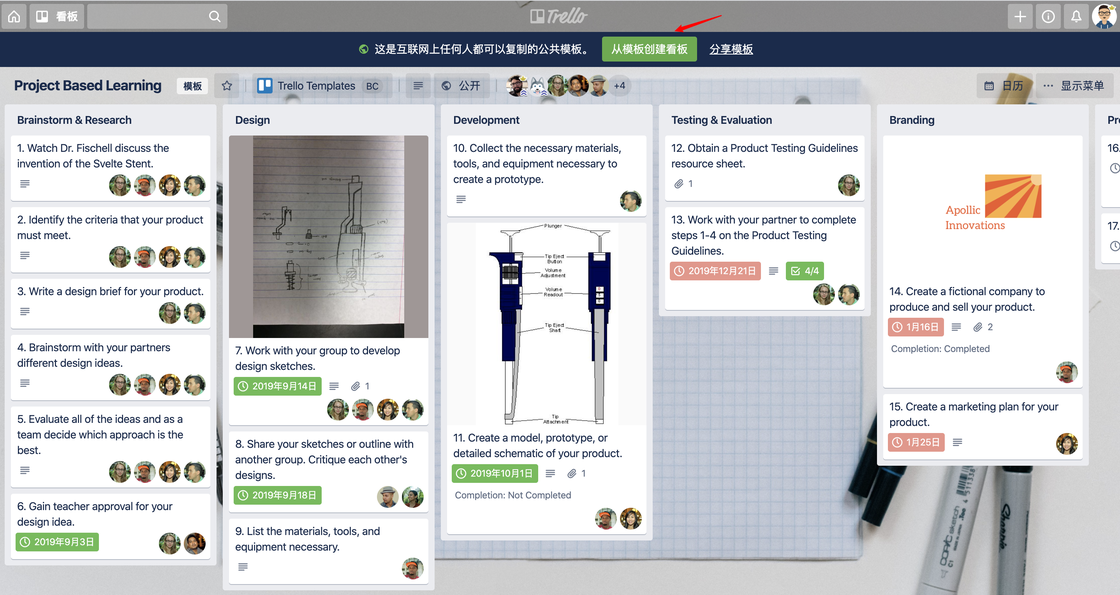 看板
Trello
这是互联网上任何人都可以复制的公共模板。 从模板创建看板 分享模板
Project Based Learning 模板 Trello Templates BC 公开 +4 日历 ··· 显示菜单
Brainstorm & Research
1. Watch Dr. Fischell discuss the
invention of the Svelte Stent.
2. Identify the criteria that your product
must meet.
3. Write a design brief for your product.
4. Brainstorm with your partners
different design ideas.
5. Evaluate all of the ideas and as a
team decide which approach is the
best.
6. Gain teacher approval for your
design idea.
2019年9月3日
Design
7. Work with your group to develop
design sketches.
2019年9月14日 1
8. Share your sketches or outline with
another group. Critique each other's
designs.
2019年9月18日
9. List the materials, tools, and
equipment necessary.
Development
10. Collect the necessary materials,
tools, and equipment necessary to
create a prototype.
Plunger
Tip Eject
Button
Volume
Adjustment
Volume
Readout
Tip Eject
Shaft
Tip
Attachment
11. Create a model, prototype, or
detailed schematic of your product.
2019年10月1日 1
Completion: Not Completed
Testing & Evaluation
12. Obtain a Product Testing Guidelines
resource sheet.
1
13. Work with your partner to complete
steps 1-4 on the Product Testing
Guidelines.
2019年12月21日 4/4
Branding
Apollic
Innovations
14. Create a fictional company to
produce and sell your product.
1月16日 2
Completion: Completed
15. Create a marketing plan for your
product.
1月25日
Pr
16.
17.
COPIC sketch
Sharpie